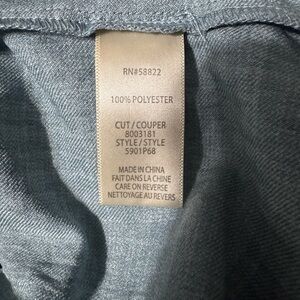 RN#58822
100% POLYESTER
CUT / COUPER
8003181
STYLE / STYLE
5901P68
MADE IN CHINA
FAIT DANS LA CHINE
CARE ON REVERSE
NETTOYAGE AU REVERS